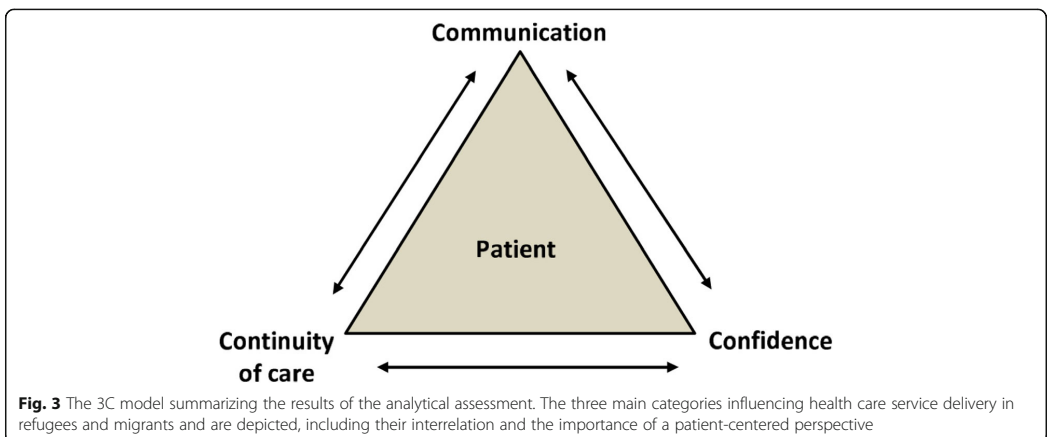 Communication
Patient
Continuity
of care
Confidence
Fig. 3 The 3C model summarizing the results of the analytical assessment. The three main categories influencing health care service delivery in
refugees and migrants and are depicted, including their interrelation and the importance of a patient-centered perspective